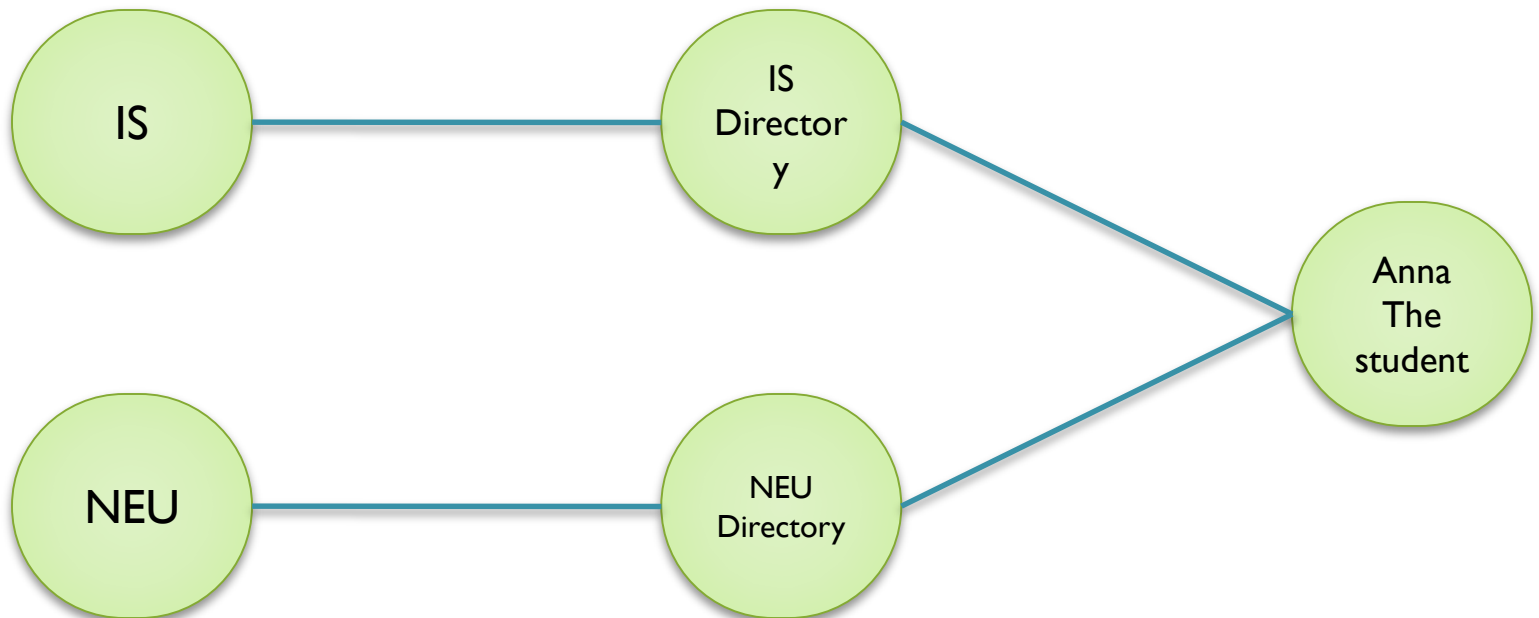 IS
IS
Director
y
Anna
The
student
NEU
NEU
Directory